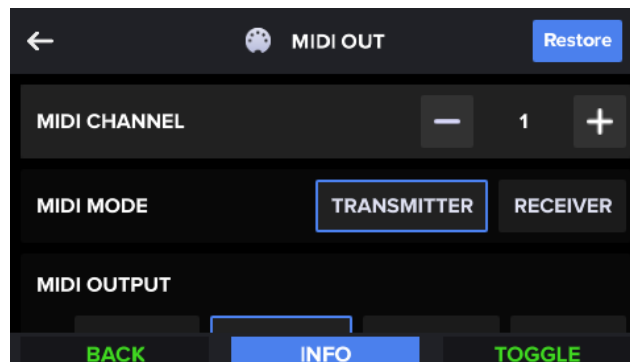 MIDI OUT Restore
MIDI CHANNEL 1
MIDI MODE TRANSMITTER RECEIVER
MIDI OUTPUT
BACK INFO TOGGLE